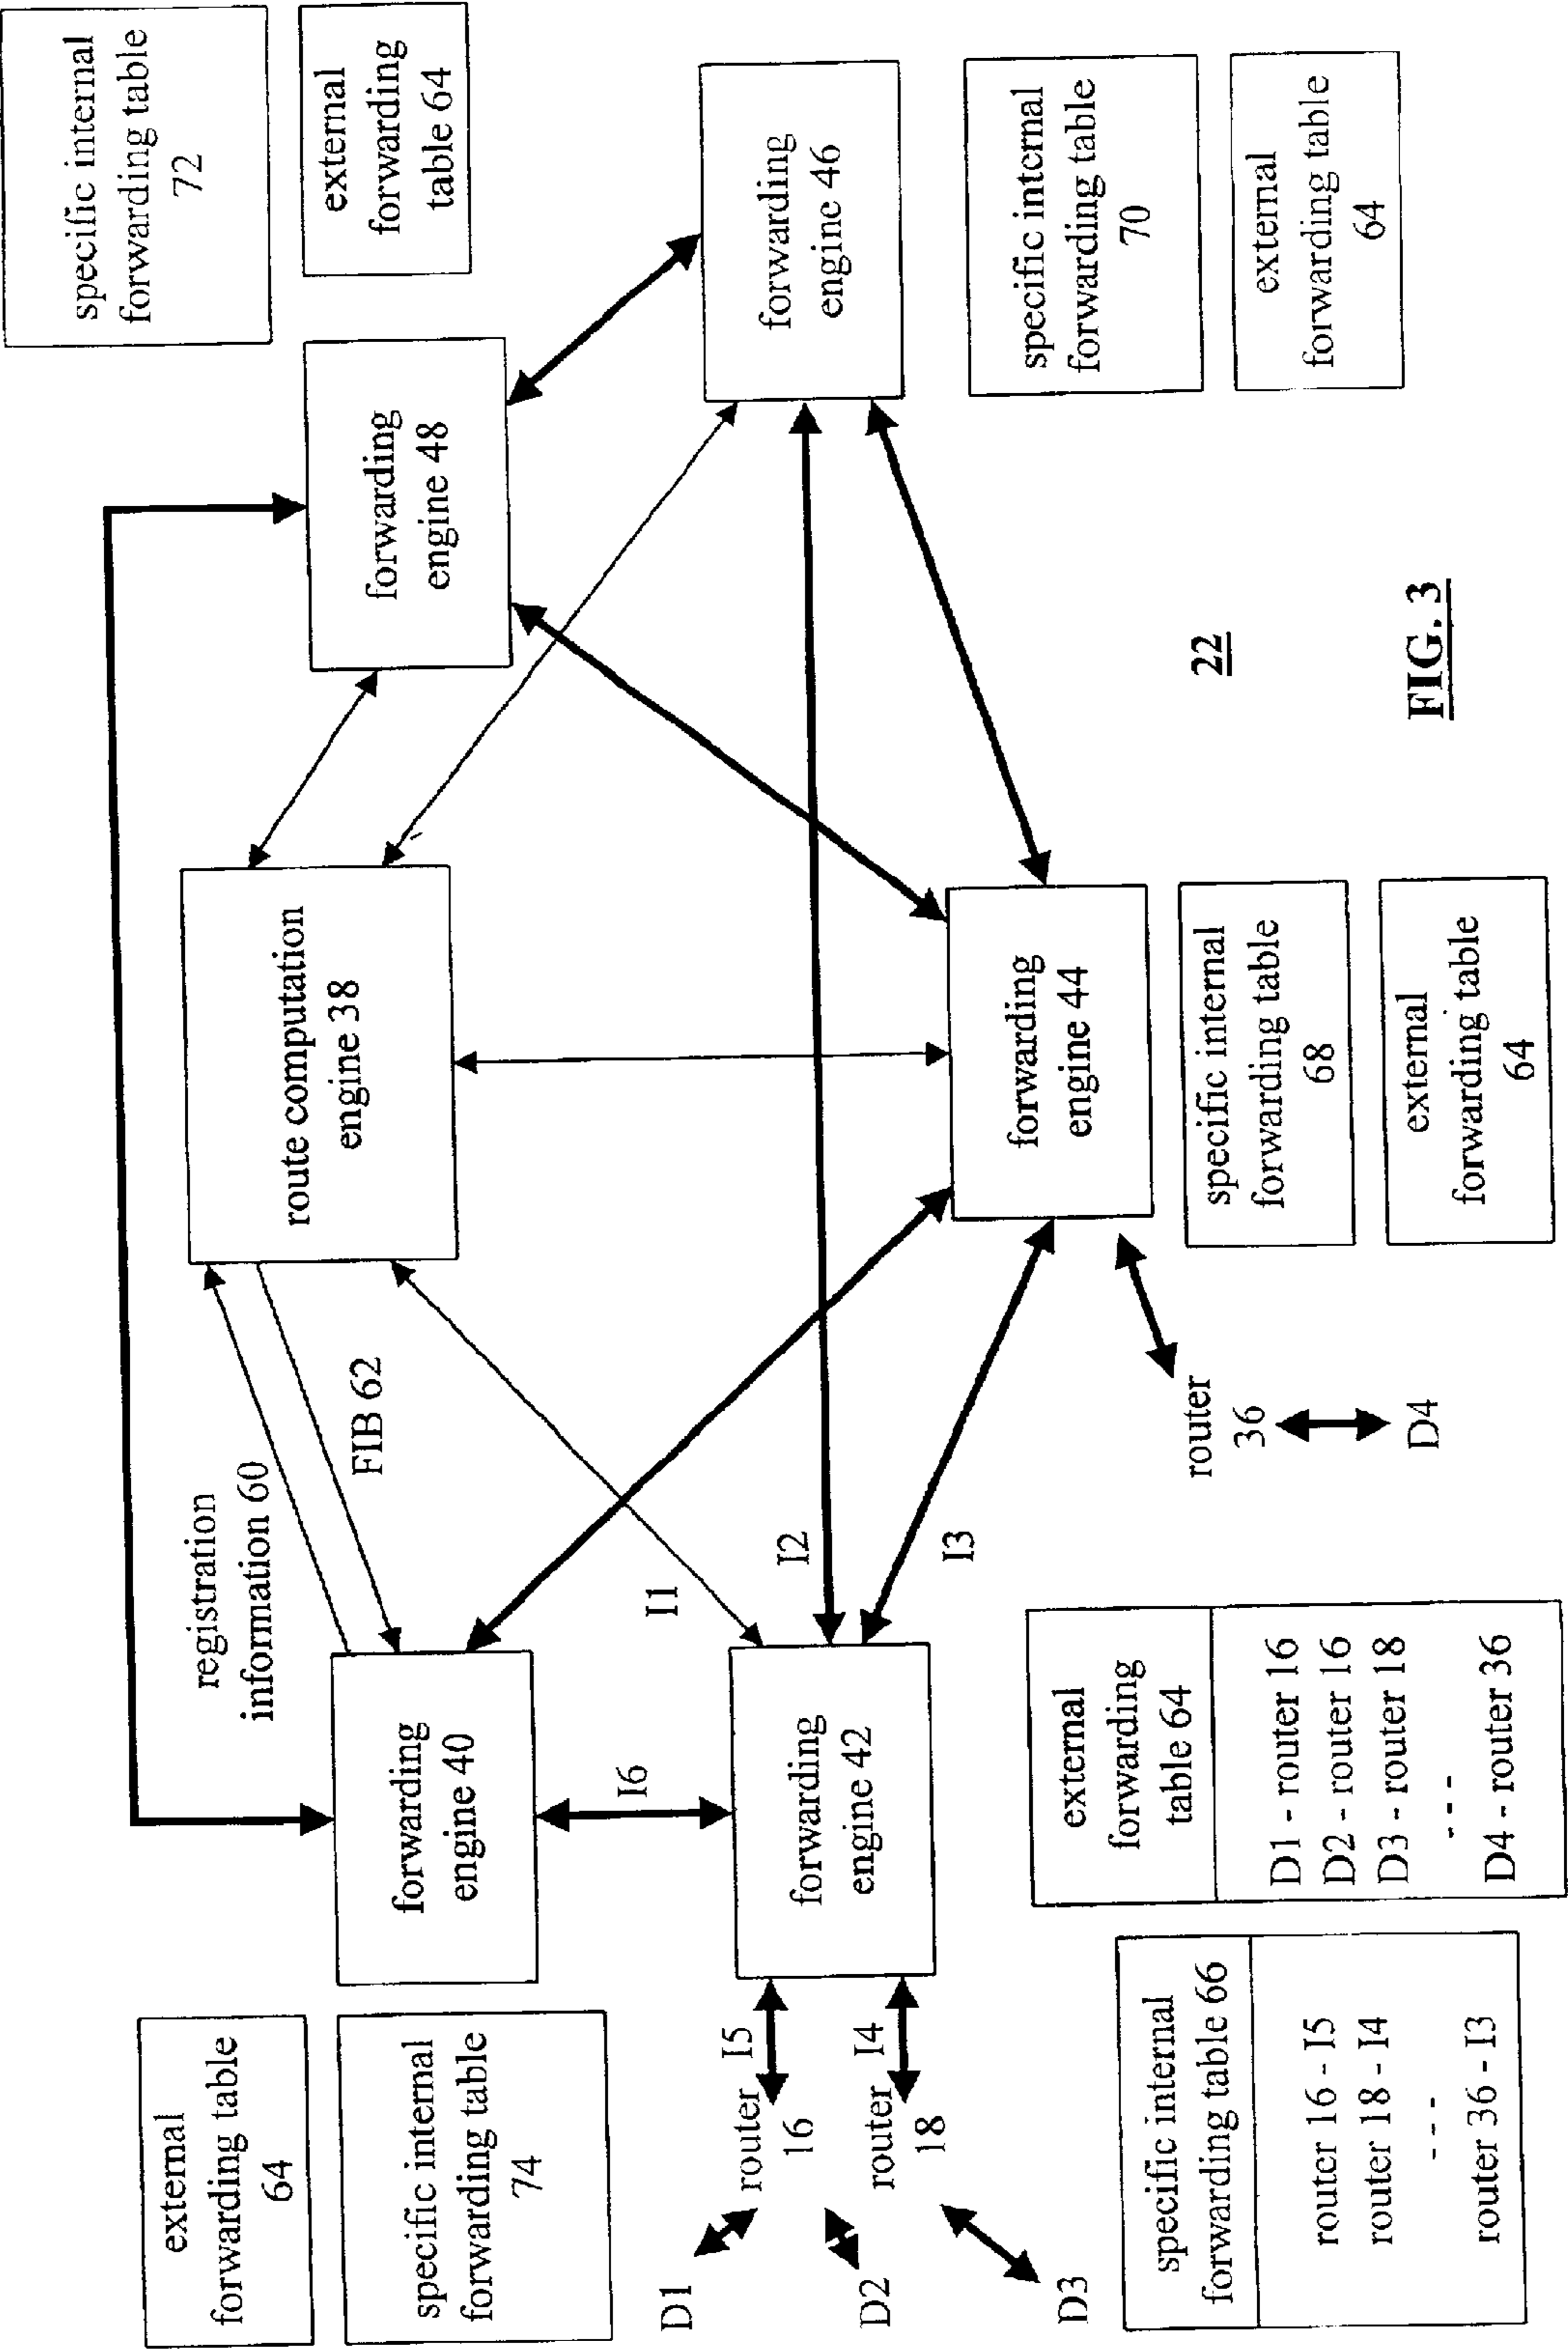 external
forwarding table
64
specific internal
forwarding table
74
forwarding
engine 40
registration
information 60
FIB 62
route computation
engine 38
forwarding
engine 48
specific internal
forwarding table
72
external
forwarding
table 64
I6
I1
D1
D2
D3
router
16
I5
router
18
I4
forwarding
engine 42
I2
I3
forwarding
engine 44
forwarding
engine 46
router
36
D4
specific internal
forwarding table
68
external
forwarding table
64
specific internal
forwarding table
70
external
forwarding table
64
specific internal
forwarding table 66
router 16 - I5
router 18 - I4
- - -
router 36 - I3
external
forwarding
table 64
D1 - router 16
D2 - router 16
D3 - router 18
- - -
D4 - router 36
22
FIG. 3